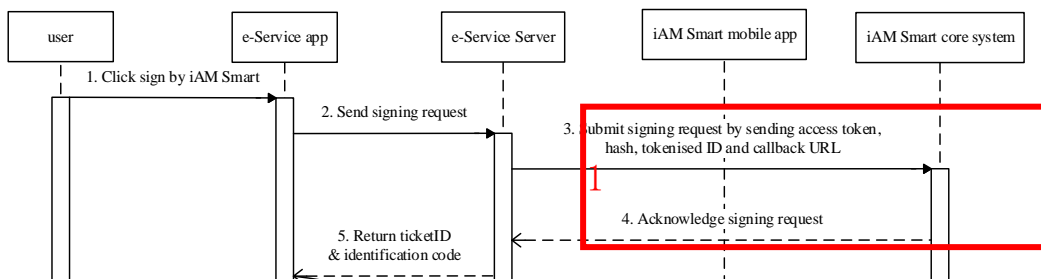 user
e-Service app
e-Service Server
iAM Smart mobile app
iAM Smart core system
1. Click sign by iAM Smart
2. Send signing request
3. Submit signing request by sending access token,
hash, tokenised ID and callback URL
1
4. Acknowledge signing request
5. Return ticketID
& identification code